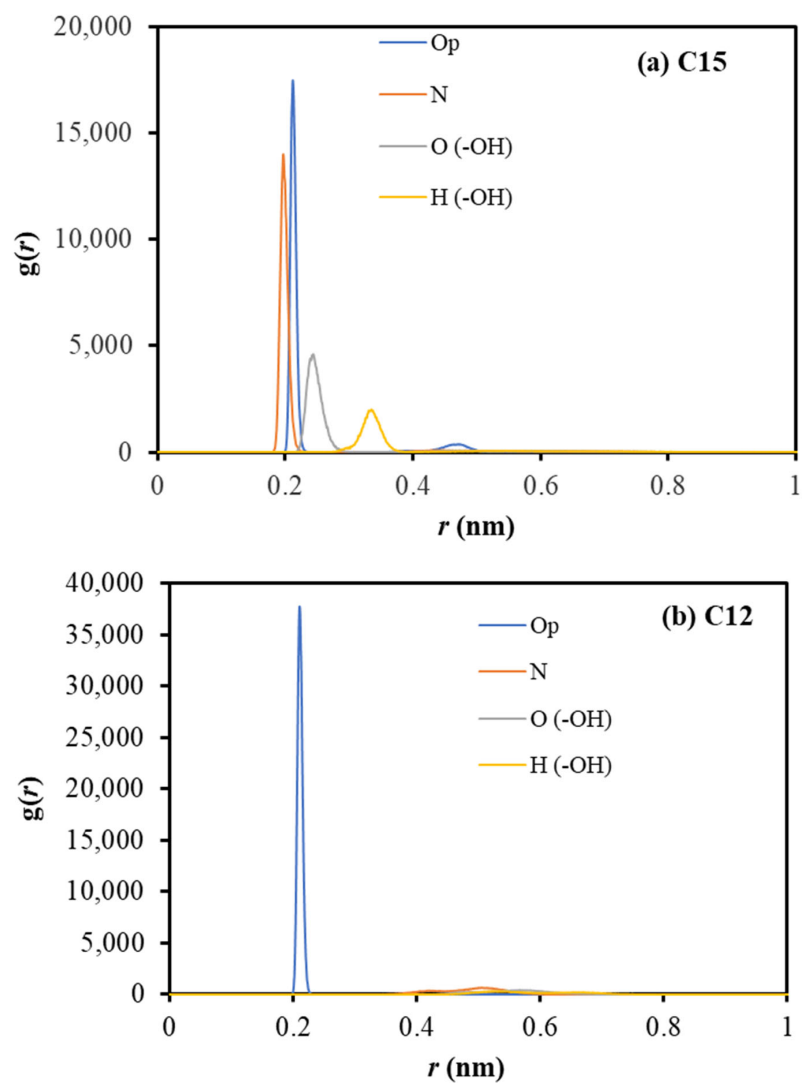 20,000
15,000
10,000
5,000
0
g(r)
Op
N
O (-OH)
H (-OH)
(a) C15
0 0.2 0.4 0.6 0.8 1
r (nm)
40,000
35,000
30,000
25,000
20,000
15,000
10,000
5,000
0
g(r)
Op
N
O (-OH)
H (-OH)
(b) C12
0 0.2 0.4 0.6 0.8 1
r (nm)